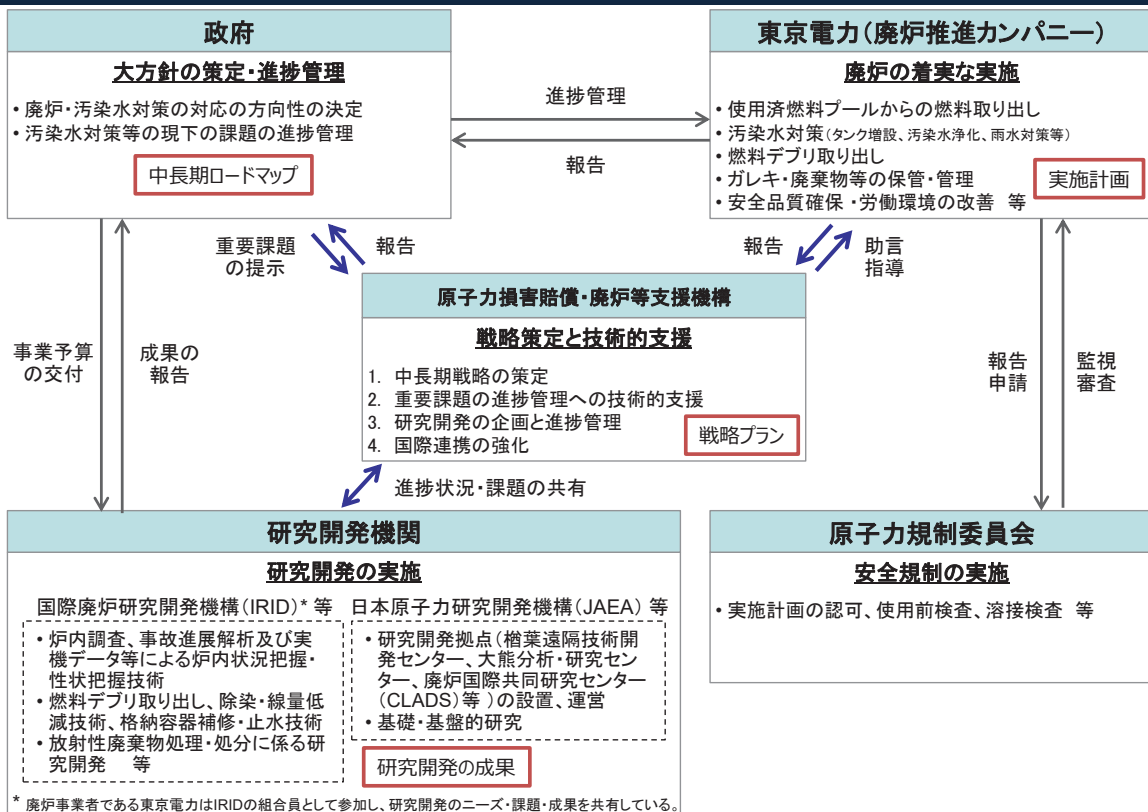 政府
大方針の策定・進捗管理
• 廃炉・汚染水対策の対応の方向性の決定
• 汚染水対策等の現下の課題の進捗管理
中長期ロードマップ
進捗管理
報告
東京電力（廃炉推進カンパニー）
廃炉の着実な実施
• 使用済燃料プールからの燃料取り出し
• 汚染水対策（タンク増設、汚染水浄化、雨水対策等）
• 燃料デブリ取り出し
• ガレキ・廃棄物等の保管・管理
• 安全品質確保・労働環境の改善 等
実施計画
重要課題
の提示
報告
報告
助言
指導
原子力損害賠償・廃炉等支援機構
戦略策定と技術的支援
1. 中長期戦略の策定
2. 重要課題の進捗管理への技術的支援
3. 研究開発の企画と進捗管理
4. 国際連携の強化
戦略プラン
事業予算
の交付
成果の
報告
報告
申請
監視
審査
進捗状況・課題の共有
研究開発機関
研究開発の実施
国際廃炉研究開発機構（IRID）* 等
• 炉内調査、事故進展解析及び実
機データ等による炉内状況把握・
性状把握技術
• 燃料デブリ取り出し、除染・線量低
減技術、格納容器補修・止水技術
• 放射性廃棄物処理・処分に係る研
究開発 等
日本原子力研究開発機構（JAEA）等
• 研究開発拠点（楢葉遠隔技術開
発センター、大熊分析・研究セン
ター、廃炉国際共同研究センター
（CLADS）等 ）の設置、運営
• 基礎・基盤的研究
研究開発の成果
* 廃炉事業者である東京電力はIRIDの組合員として参加し、研究開発のニーズ・課題・成果を共有している。
原子力規制委員会
安全規制の実施
• 実施計画の認可、使用前検査、溶接検査 等